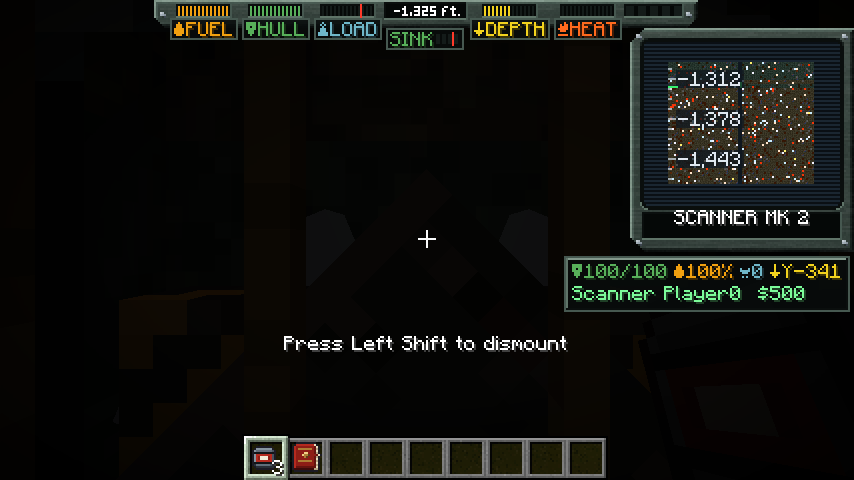 -1,325 ft.
FUEL HULL LOAD SINK DEPTH HEAT
-1,312
-1,378
-1,443
SCANNER MK 2
100/100 100% 0 Y-341
Scanner Player0 $500
Press Left Shift to dismount
3